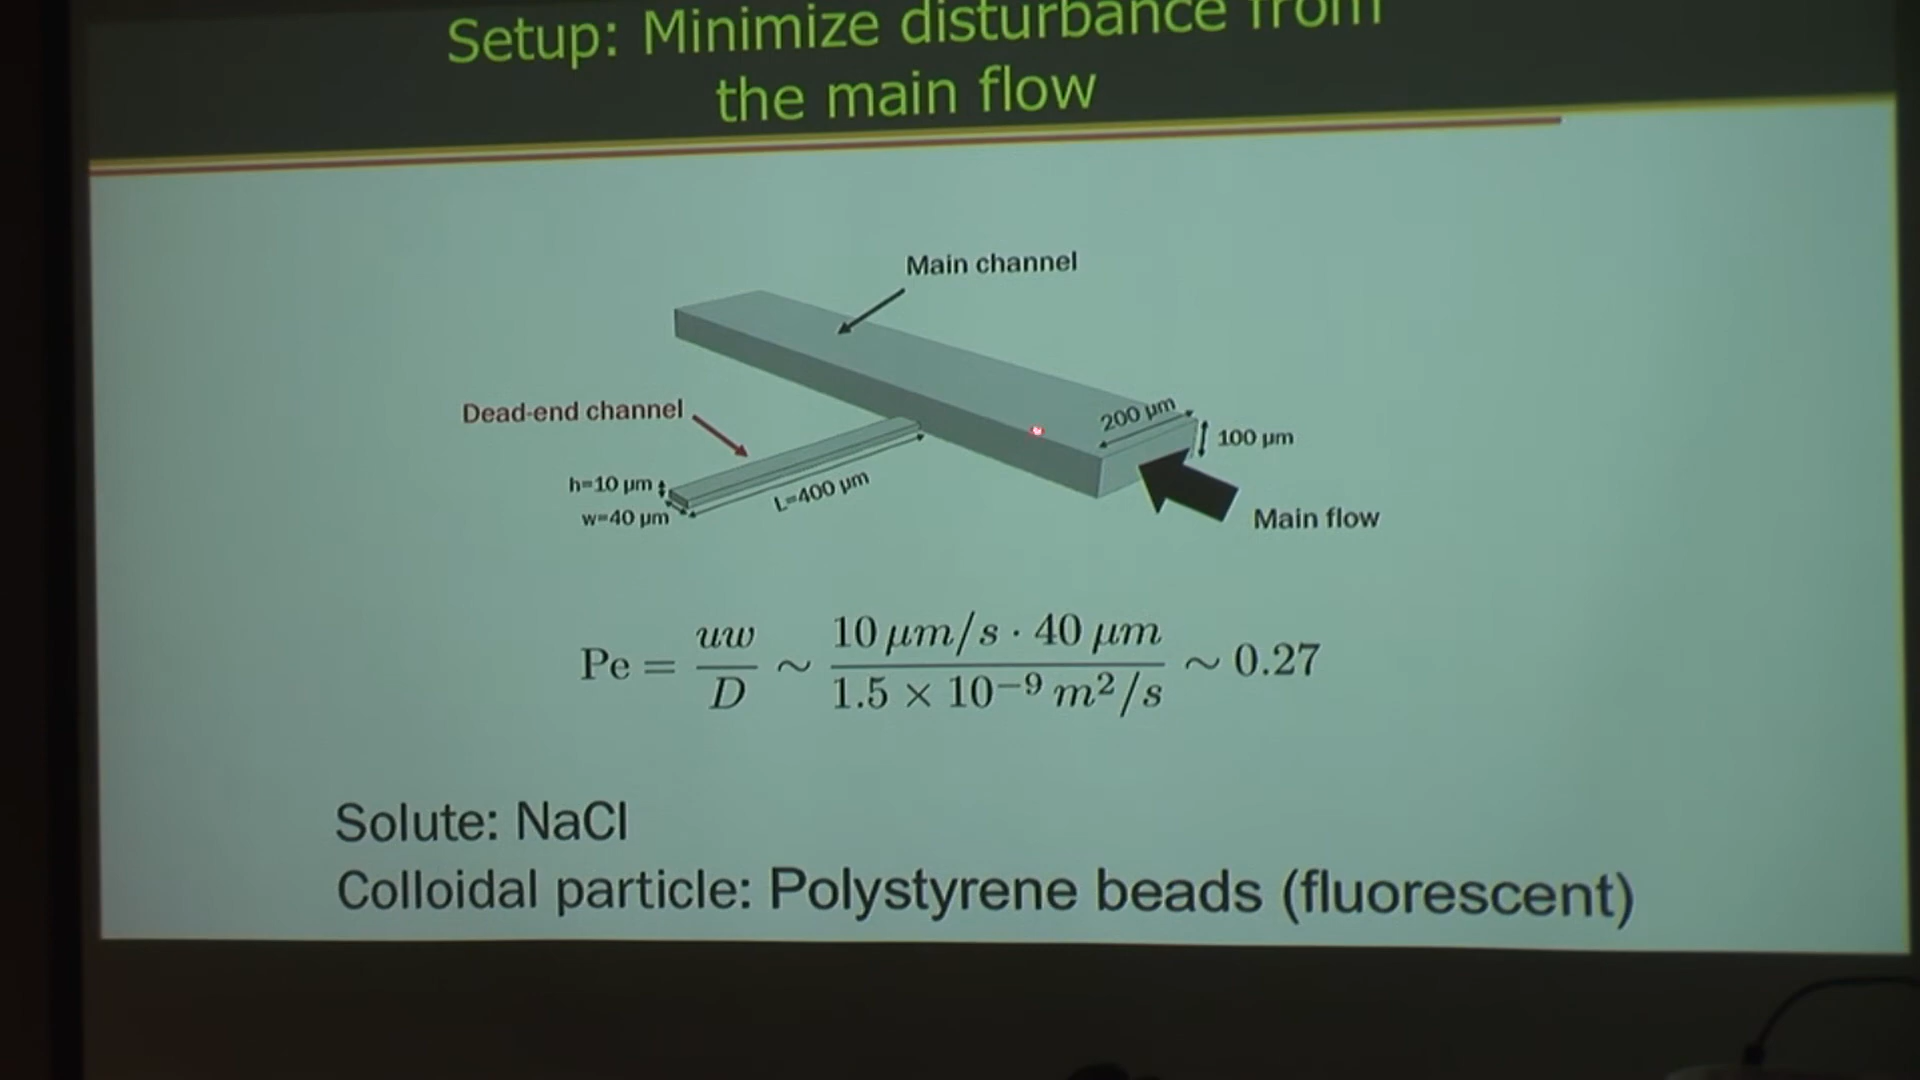 Setup: Minimize disturbance from
the main flow
Main channel
Dead-end channel
200 µm
100 µm
h=10 µm
w=40 µm
L=400 µm
Main flow
Pe = uw/D ~ 10 µm/s · 40 µm / 1.5 × 10⁻⁹ m²/s ~ 0.27
Solute: NaCl
Colloidal particle: Polystyrene beads (fluorescent)